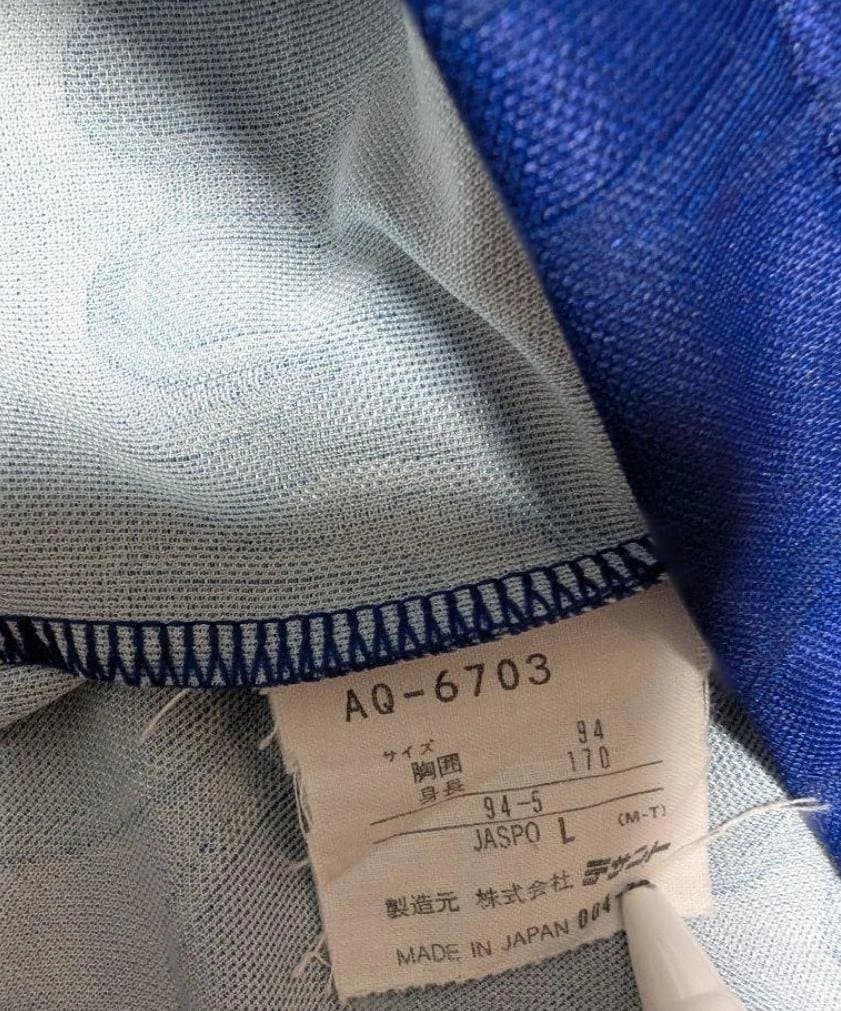 AQ-6703
サイズ
胸囲 94
身長 170
94-5
JASPO L (M-T)
製造元 株式会社 デサント
MADE IN JAPAN 004